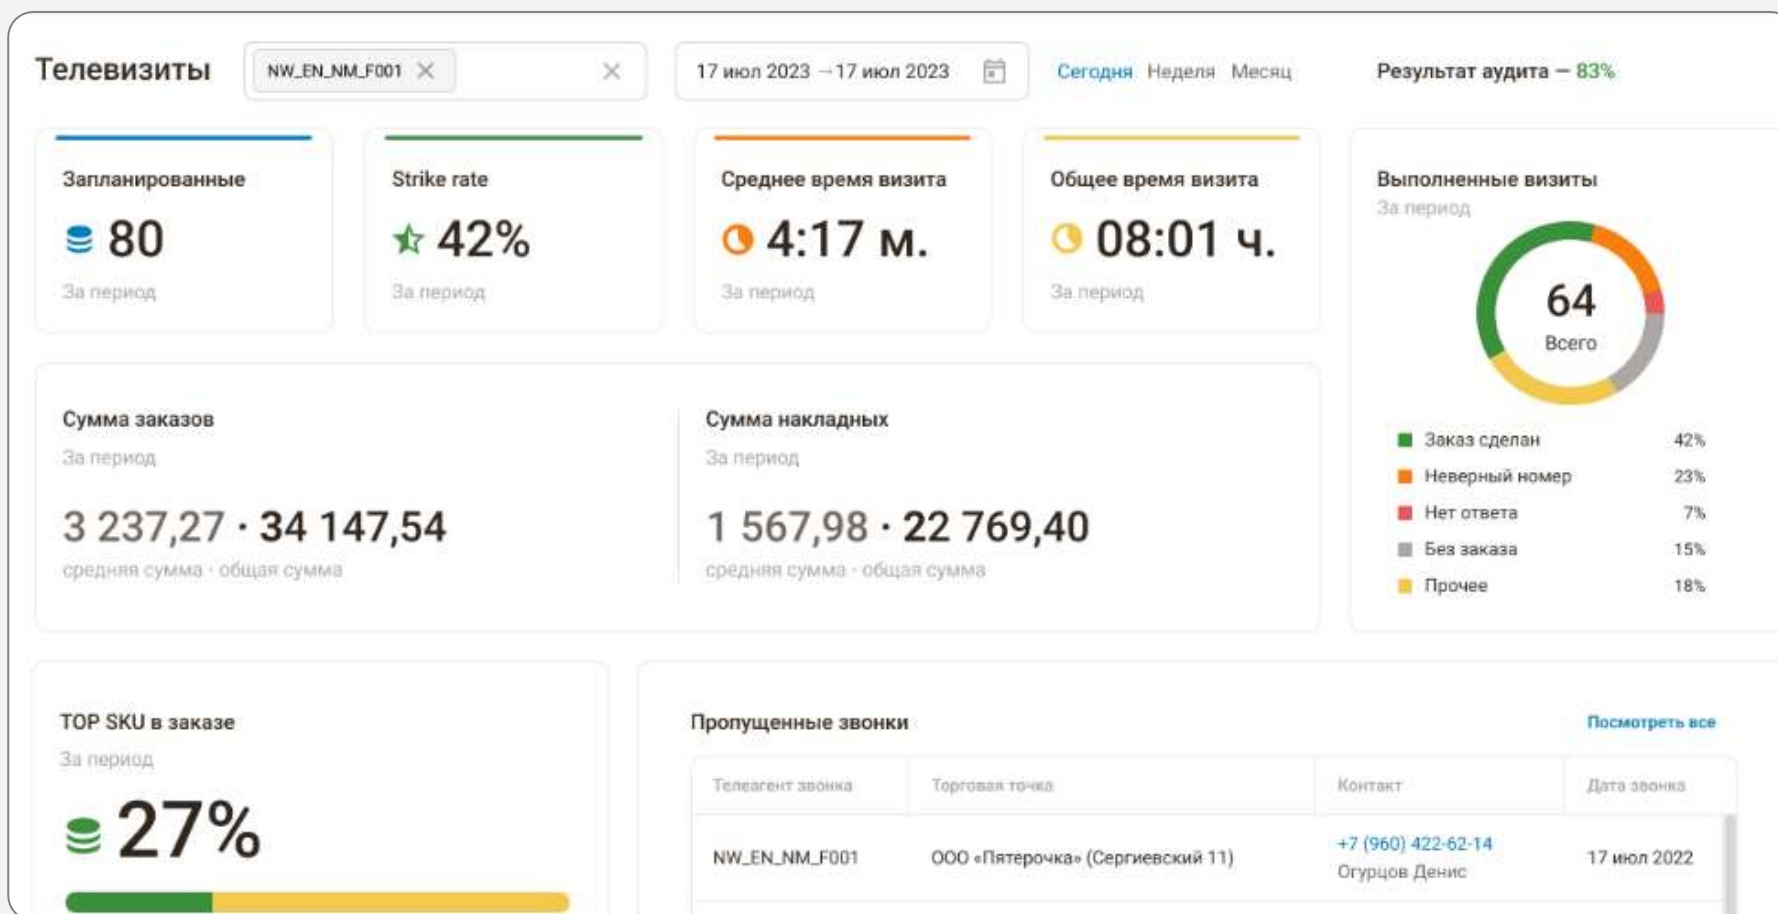 Телевизиты
NW_EN_NM_F001
17 июл 2023 – 17 июл 2023
Сегодня Неделя Месяц
Результат аудита — 83%
Запланированные
80
За период
Strike rate
42%
За период
Среднее время визита
4:17 м.
За период
Общее время визита
08:01 ч.
За период
Выполненные визиты
За период
64
Всего
Заказ сделан 42%
Неверный номер 23%
Нет ответа 7%
Без заказа 15%
Прочее 18%
Сумма заказов
За период
3 237,27 · 34 147,54
средняя сумма · общая сумма
Сумма накладных
За период
1 567,98 · 22 769,40
средняя сумма · общая сумма
TOP SKU в заказе
За период
27%
Пропущенные звонки
Посмотреть все
Телеагент звонка Торговая точка Контакт Дата звонка
NW_EN_NM_F001 ООО «Пятерочка» (Сергиевский 11) +7 (960) 422-62-14 17 июл 2022
Огурцов Денис